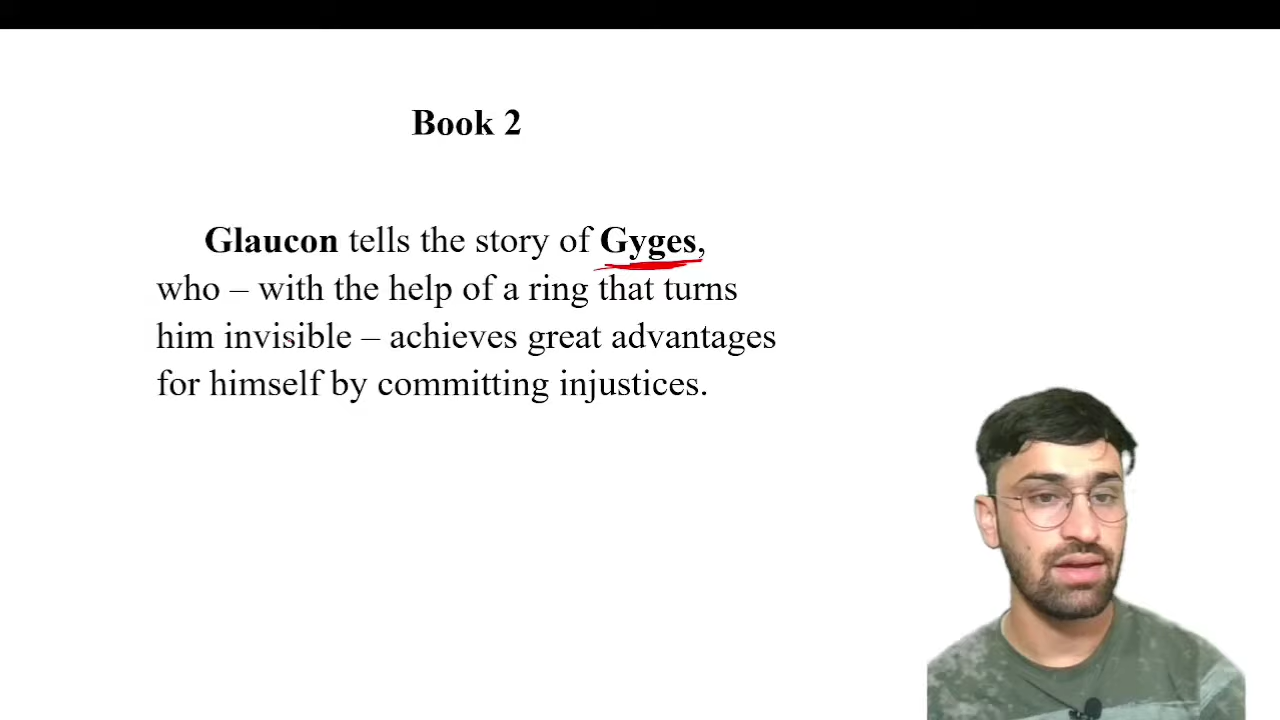 Book 2
Glaucon tells the story of Gyges,
who – with the help of a ring that turns
him invisible – achieves great advantages
for himself by committing injustices.